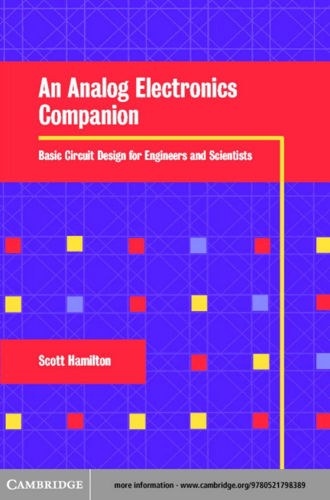 An Analog Electronics
Companion
Basic Circuit Design for Engineers and Scientists
Scott Hamilton
CAMBRIDGE
more information - www.cambridge.org/9780521798389